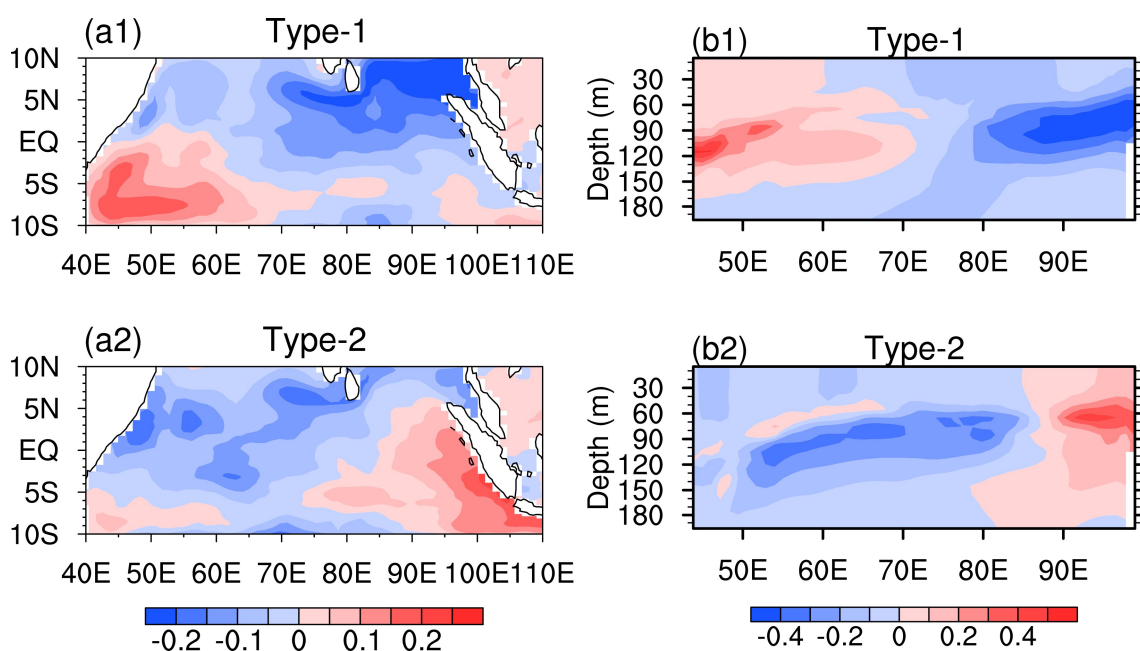 (a1) Type-1
10N
5N
EQ
5S
10S
40E 50E 60E 70E 80E 90E 100E 110E
(b1) Type-1
Depth (m)
30
60
90
120
150
180
50E 60E 70E 80E 90E
(a2) Type-2
10N
5N
EQ
5S
10S
40E 50E 60E 70E 80E 90E 100E 110E
-0.2 -0.1 0 0.1 0.2
(b2) Type-2
Depth (m)
30
60
90
120
150
180
50E 60E 70E 80E 90E
-0.4 -0.2 0 0.2 0.4